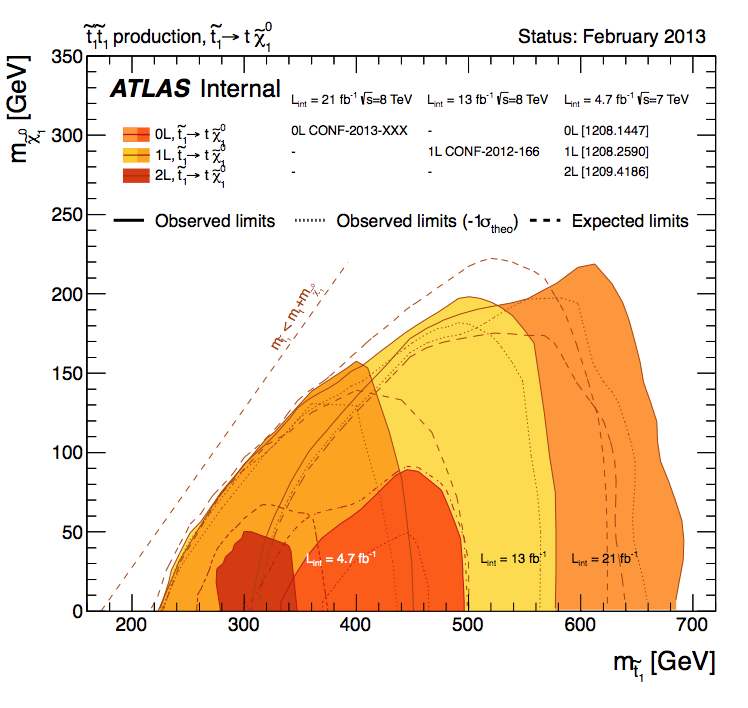 t̃₁t̃₁ production, t̃₁→ t χ̃₁⁰ Status: February 2013
ATLAS Internal
L_int = 21 fb⁻¹ √s=8 TeV L_int = 13 fb⁻¹ √s=8 TeV L_int = 4.7 fb⁻¹ √s=7 TeV
0L, t̃₁→ t χ̃₁⁰ 0L CONF-2013-XXX - 0L [1208.1447]
1L, t̃₁→ t χ̃₁⁰ - 1L CONF-2012-166 1L [1208.2590]
2L, t̃₁→ t χ̃₁⁰ - - 2L [1209.4186]
Observed limits Observed limits (-1σ_theo) Expected limits
m_χ̃₁⁰ [GeV]
350
300
250
200
150
100
50
0
m_t̃₁ < m_t+m_χ̃₁⁰
L_int = 4.7 fb⁻¹ L_int = 13 fb⁻¹ L_int = 21 fb⁻¹
200 300 400 500 600 700
m_t̃₁ [GeV]